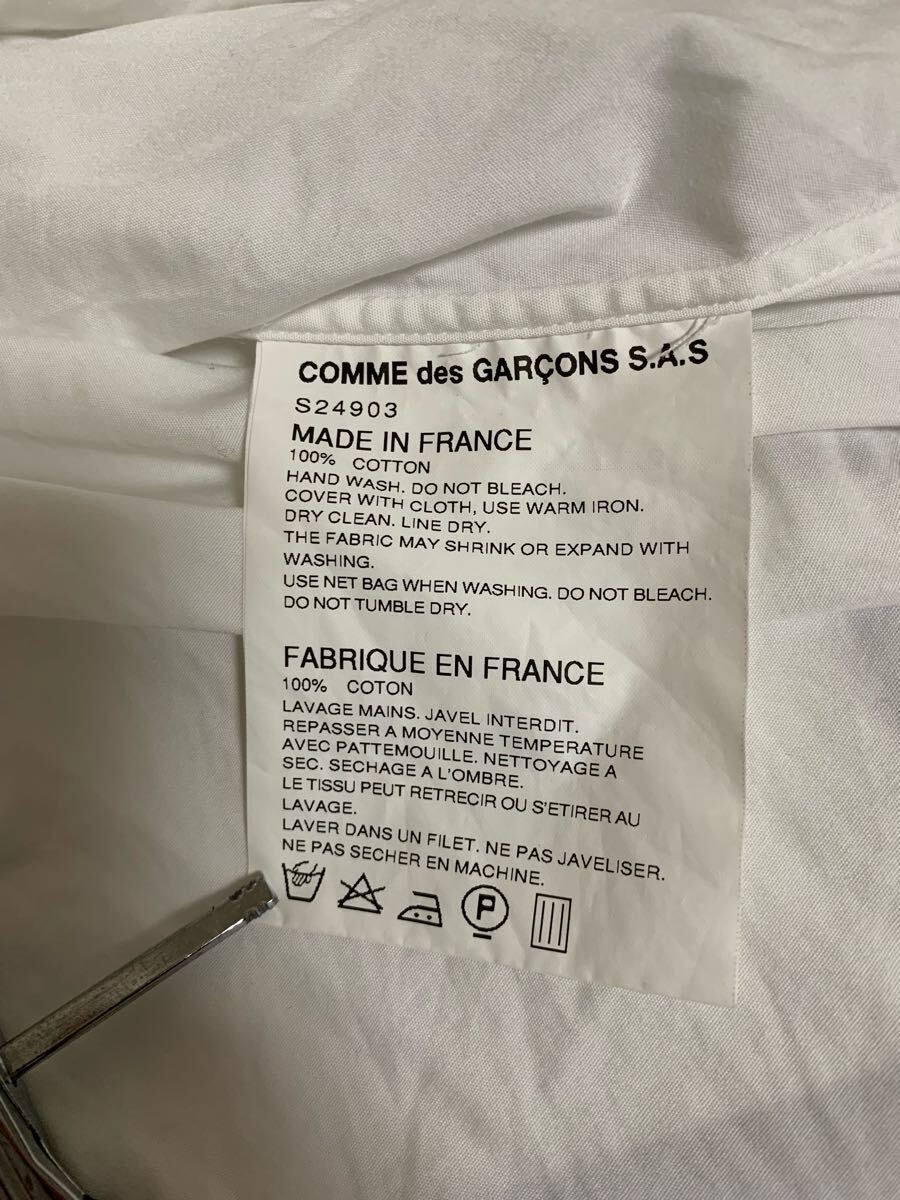 COMME des GARÇONS S.A.S
S24903
MADE IN FRANCE
100% COTTON
HAND WASH. DO NOT BLEACH.
COVER WITH CLOTH, USE WARM IRON.
DRY CLEAN. LINE DRY.
THE FABRIC MAY SHRINK OR EXPAND WITH
WASHING.
USE NET BAG WHEN WASHING. DO NOT BLEACH.
DO NOT TUMBLE DRY.
FABRIQUE EN FRANCE
100% COTON
LAVAGE MAINS. JAVEL INTERDIT.
REPASSER A MOYENNE TEMPERATURE
AVEC PATTEMOUILLE. NETTOYAGE A
SEC. SECHAGE A L'OMBRE.
LE TISSU PEUT RETRECIR OU S'ETIRER AU
LAVAGE.
LAVER DANS UN FILET. NE PAS JAVELISER.
NE PAS SECHER EN MACHINE.
P